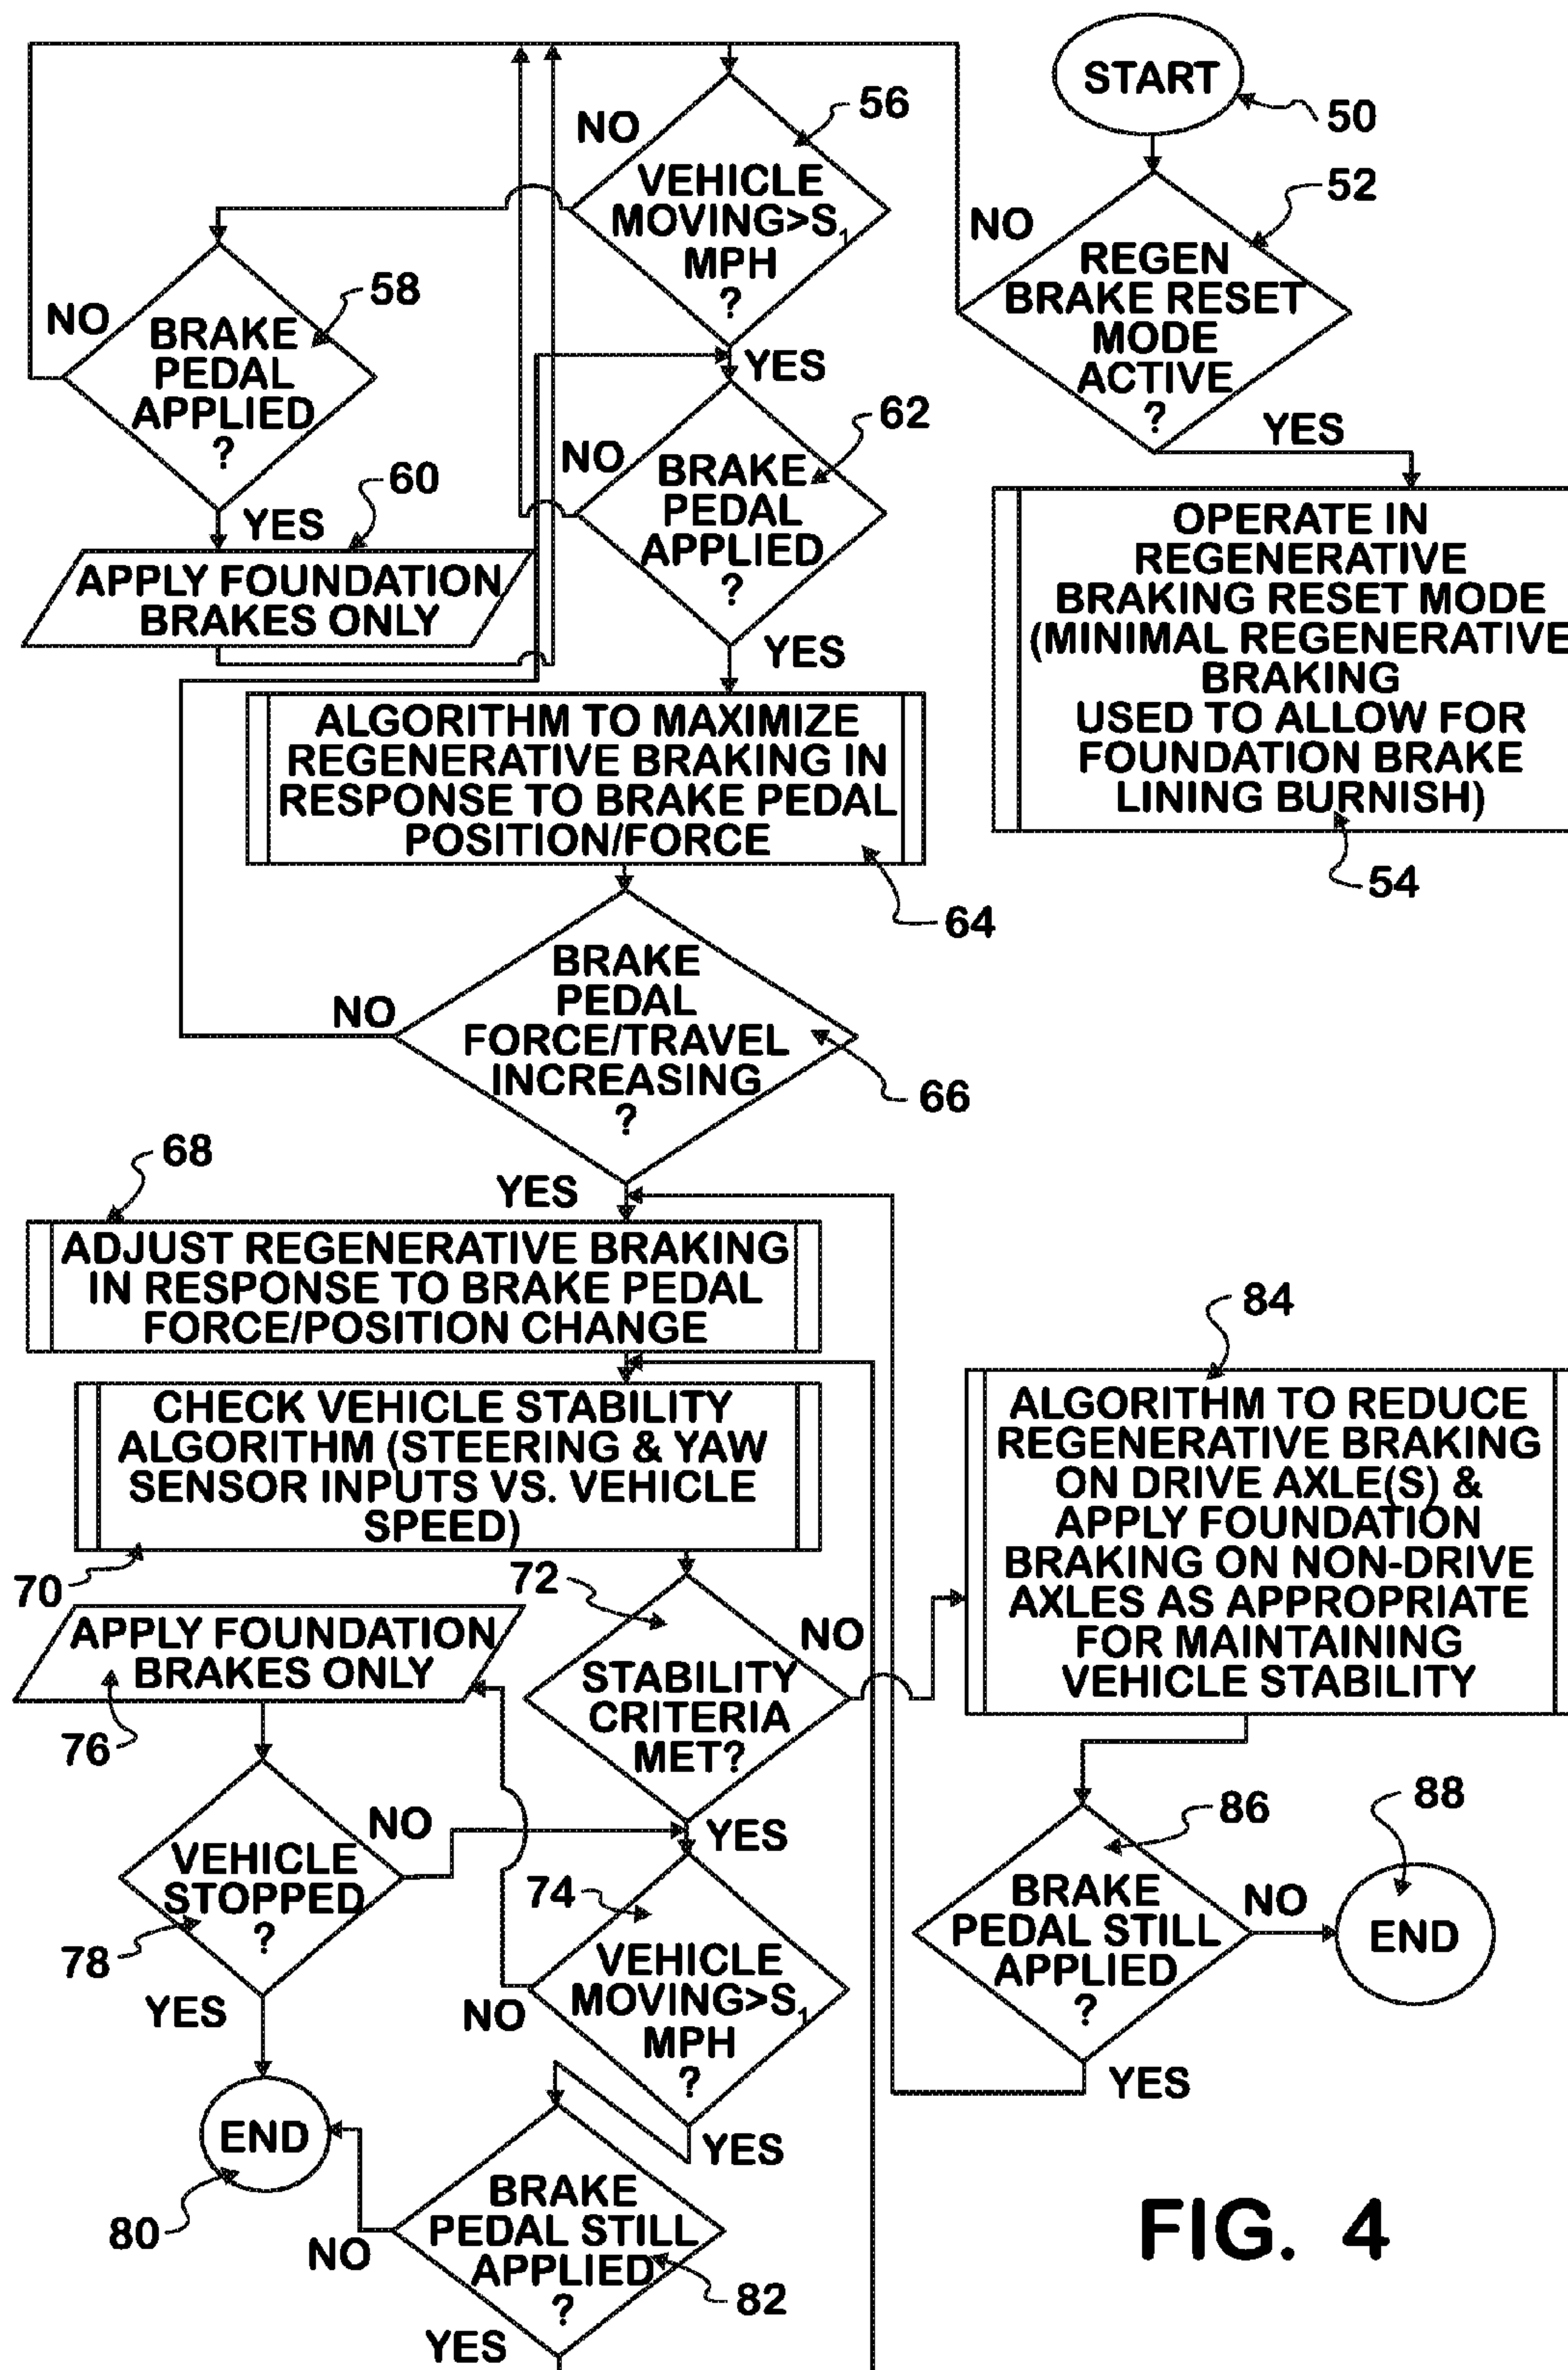 START
50
52
NO
REGEN
BRAKE RESET
MODE
ACTIVE
?
YES
OPERATE IN
REGENERATIVE
BRAKING RESET MODE
(MINIMAL REGENERATIVE
BRAKING
USED TO ALLOW FOR
FOUNDATION BRAKE
LINING BURNISH)
54
56
NO
VEHICLE
MOVING>S1
MPH
?
YES
58
NO
BRAKE
PEDAL
APPLIED
?
YES
60
APPLY FOUNDATION
BRAKES ONLY
62
NO
BRAKE
PEDAL
APPLIED
?
YES
ALGORITHM TO MAXIMIZE
REGENERATIVE BRAKING IN
RESPONSE TO BRAKE PEDAL
POSITION/FORCE
64
NO
BRAKE
PEDAL
FORCE/TRAVEL
INCREASING
?
66
YES
68
ADJUST REGENERATIVE BRAKING
IN RESPONSE TO BRAKE PEDAL
FORCE/POSITION CHANGE
CHECK VEHICLE STABILITY
ALGORITHM (STEERING & YAW
SENSOR INPUTS VS. VEHICLE
SPEED)
70
72
NO
STABILITY
CRITERIA
MET?
YES
APPLY FOUNDATION
BRAKES ONLY
76
NO
VEHICLE
STOPPED
?
78
YES
74
NO
VEHICLE
MOVING>S1
MPH
?
YES
END
80
NO
BRAKE
PEDAL STILL
APPLIED
?
82
YES
84
ALGORITHM TO REDUCE
REGENERATIVE BRAKING
ON DRIVE AXLE(S) &
APPLY FOUNDATION
BRAKING ON NON-DRIVE
AXLES AS APPROPRIATE
FOR MAINTAINING
VEHICLE STABILITY
86
BRAKE
PEDAL STILL
APPLIED
?
NO
YES
88
END
FIG. 4